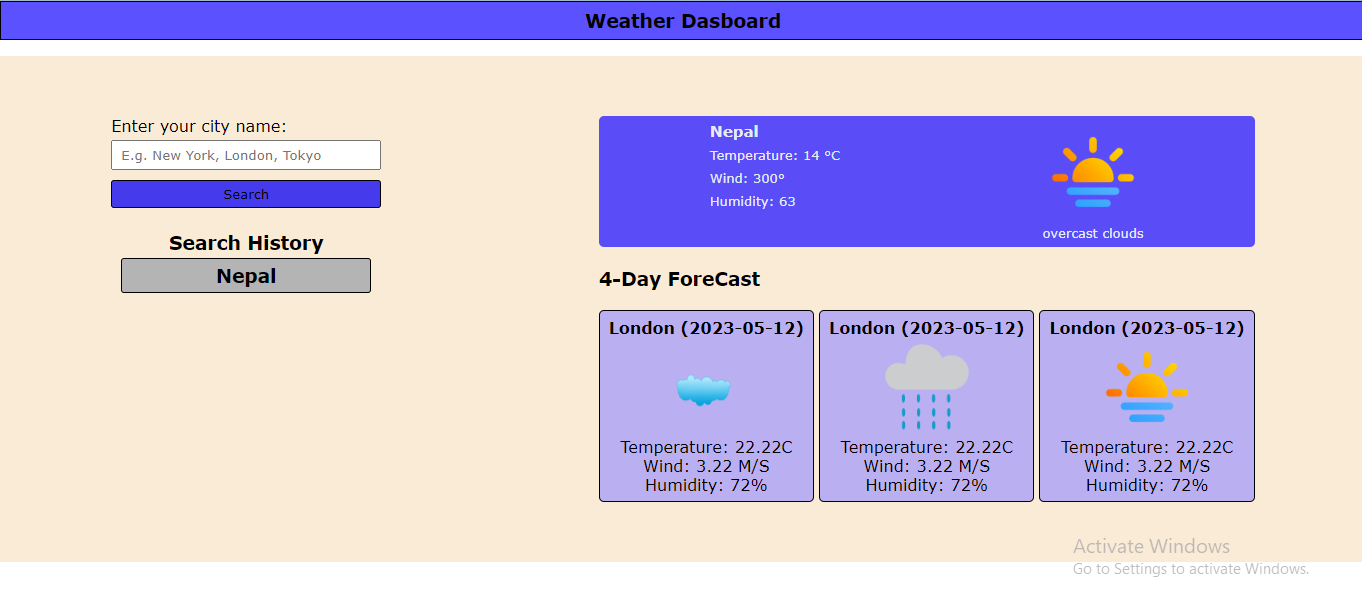 Weather Dasboard
Enter your city name:
E.g. New York, London, Tokyo
Search
Search History
Nepal
Nepal
Temperature: 14 °C
Wind: 300°
Humidity: 63
overcast clouds
4-Day ForeCast
London (2023-05-12)
Temperature: 22.22C
Wind: 3.22 M/S
Humidity: 72%
London (2023-05-12)
Temperature: 22.22C
Wind: 3.22 M/S
Humidity: 72%
London (2023-05-12)
Temperature: 22.22C
Wind: 3.22 M/S
Humidity: 72%
Activate Windows
Go to Settings to activate Windows.